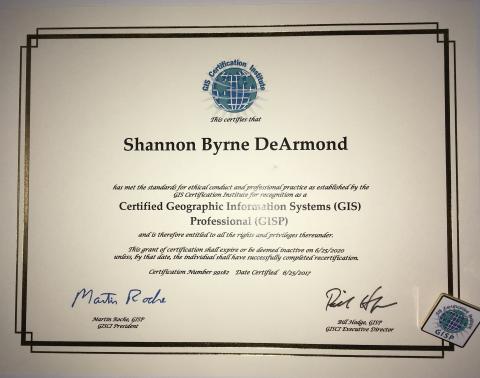 GIS Certification Institute
This certifies that
Shannon Byrne DeArmond
has met the standards for ethical conduct and professional practice as established by the
GIS Certification Institute for recognition as a
Certified Geographic Information Systems (GIS)
Professional (GISP)
and is therefore entitled to all the rights and privileges thereunder.
This grant of certification shall expire or be deemed inactive on 6/25/2020
unless, by that date, the individual shall have successfully completed recertification.
Certification Number 59182 Date Certified 6/25/2017
Martin Roche
Martin Roche, GISP
GISCI President
Bill Hodge, GISP
GISCI Executive Director
GISP